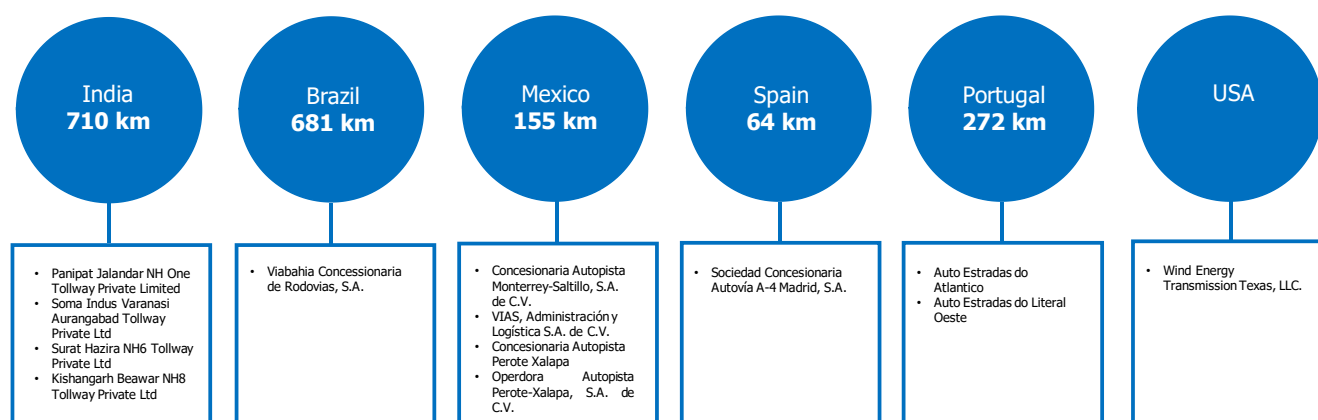 India
710 km
Brazil
681 km
Mexico
155 km
Spain
64 km
Portugal
272 km
USA
• Panipat Jalandar NH One
Tollway Private Limited
• Soma Indus Varanasi
Aurangabad Tollway
Private Ltd
• Surat Hazira NH6 Tollway
Private Ltd
• Kishangarh Beawar NH8
Tollway Private Ltd
• Viabahia Concessionaria
de Rodovias, S.A.
• Concesionaria Autopista
Monterrey-Saltillo, S.A.
de C.V.
• VIAS, Administración y
Logística S.A. de C.V.
• Concesionaria Autopista
Perote Xalapa
• Operdora Autopista
Perote-Xalapa, S.A. de
C.V.
• Sociedad Concesionaria
Autovía A-4 Madrid, S.A.
• Auto Estradas do
Atlantico
• Auto Estradas do Literal
Oeste
• Wind Energy
Transmission Texas, LLC.